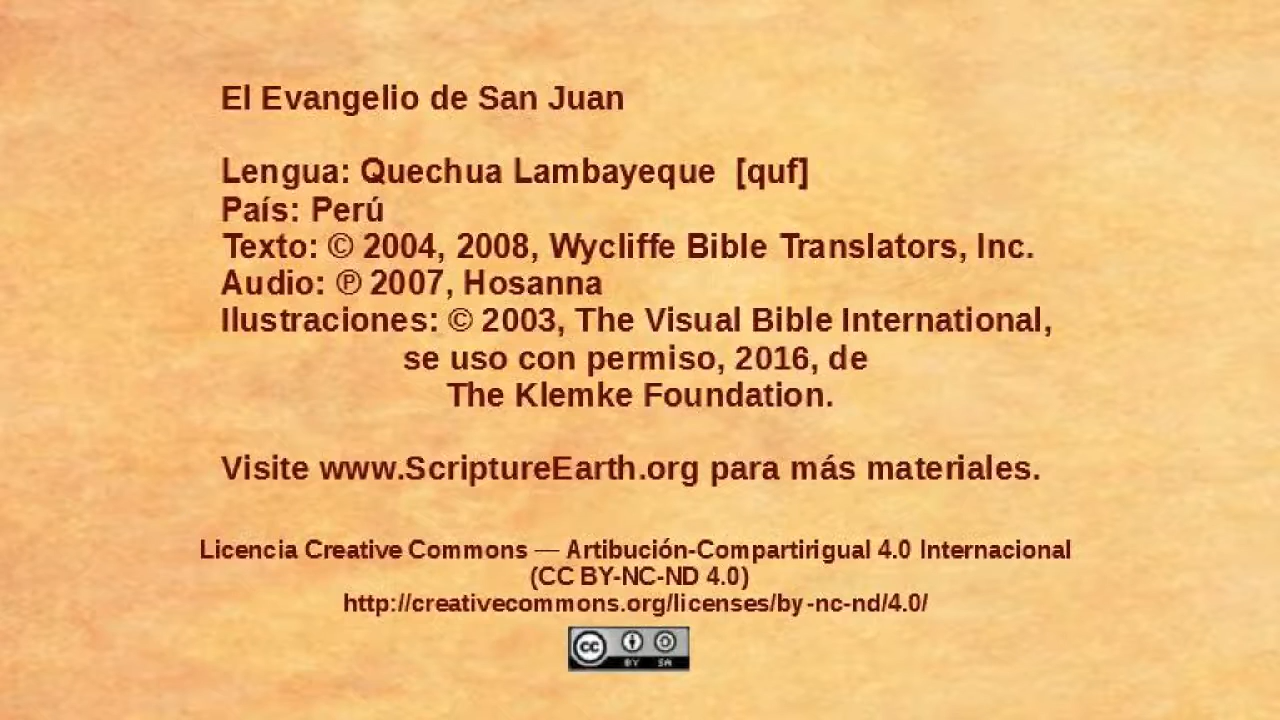 El Evangelio de San Juan
Lengua: Quechua Lambayeque [quf]
País: Perú
Texto: © 2004, 2008, Wycliffe Bible Translators, Inc.
Audio: ℗ 2007, Hosanna
Ilustraciones: © 2003, The Visual Bible International,
se uso con permiso, 2016, de
The Klemke Foundation.
Visite www.ScriptureEarth.org para más materiales.
Licencia Creative Commons — Artibución-Compartirigual 4.0 Internacional
(CC BY-NC-ND 4.0)
http://creativecommons.org/licenses/by-nc-nd/4.0/
cc BY SA